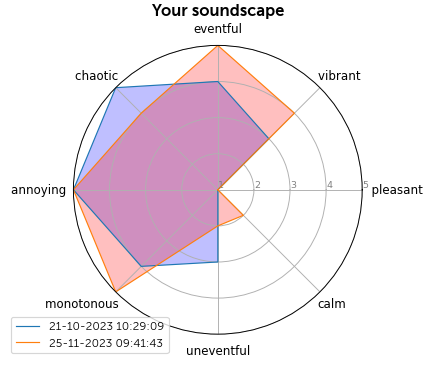 Your soundscape
eventful
chaotic
vibrant
annoying
1 2 3 4 5
pleasant
monotonous
calm
uneventful
21-10-2023 10:29:09
25-11-2023 09:41:43